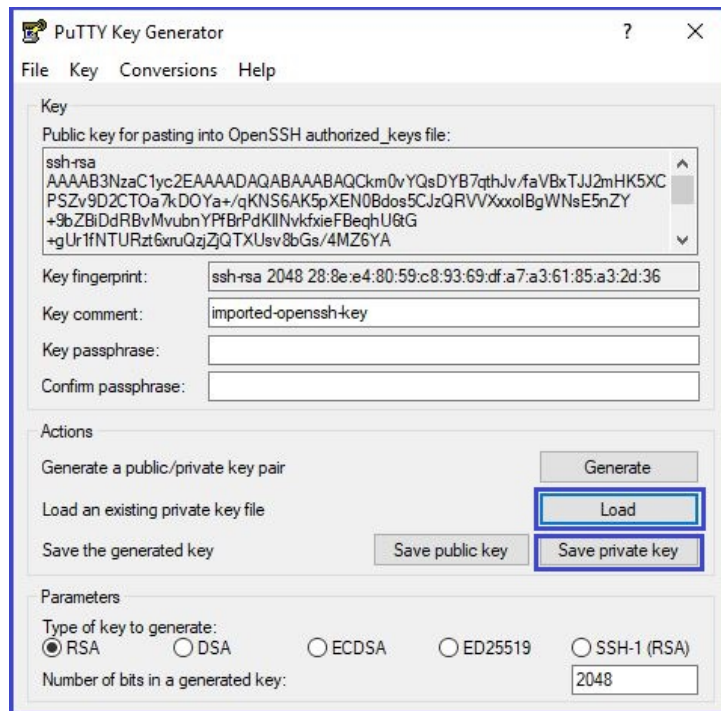 PuTTY Key Generator
? ×
File Key Conversions Help
Key
Public key for pasting into OpenSSH authorized_keys file:
ssh-rsa
AAAAB3NzaC1yc2EAAAADAQABAAABAQCkm0vYQsDYB7qthJv/faVBxTJJ2mHK5XC
PSZv9D2CTOa7kDOYa+/qKNS6AK5pXEN0Bdos5CJzQRVVXxxolBgWNsE5nZY
+9bZBiDdRBvMvubnYPfBrPdKIlNvkfxieFBeqhU6tG
+gUr1fNTURzt6xruQzjZjQTXUsv8bGs/4MZ6YA
Key fingerprint: ssh-rsa 2048 28:8e:e4:80:59:c8:93:69:df:a7:a3:61:85:a3:2d:36
Key comment: imported-openssh-key
Key passphrase:
Confirm passphrase:
Actions
Generate a public/private key pair Generate
Load an existing private key file Load
Save the generated key Save public key Save private key
Parameters
Type of key to generate:
RSA DSA ECDSA ED25519 SSH-1 (RSA)
Number of bits in a generated key: 2048